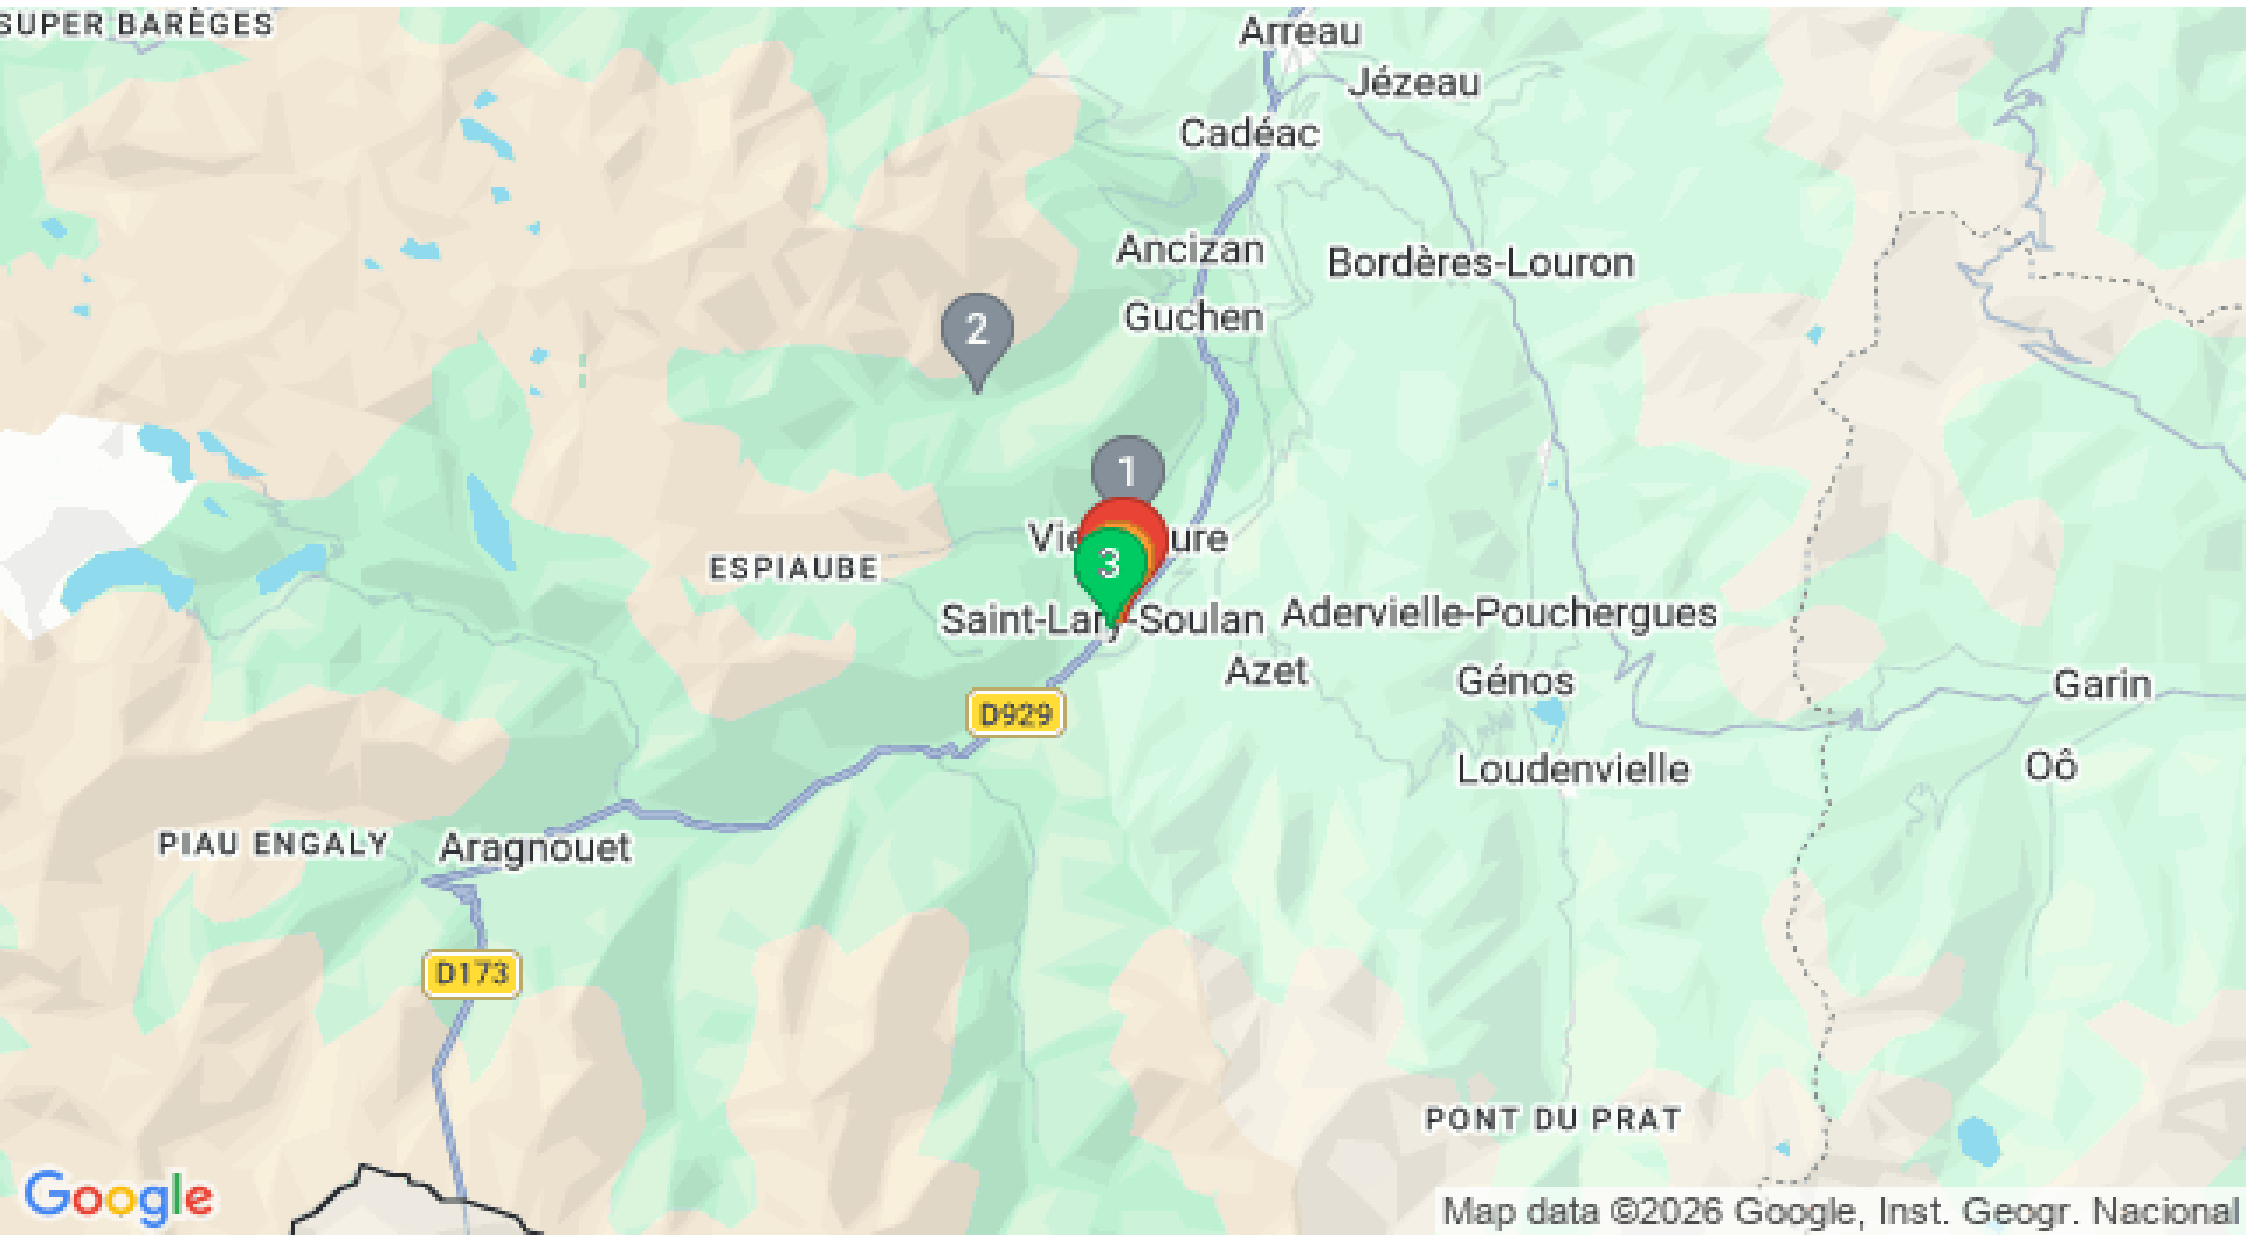 SUPER BARÈGES
Arreau
Jézeau
Cadéac
Ancizan
Bordères-Louron
Guchen
2
1
Vie ure
3
ESPIAUBE
Saint-Lary-Soulan
Adervielle-Pouchergues
Azet
Génos
Garin
D929
Loudenvielle
Oô
PIAU ENGALY
Aragnouet
D173
PONT DU PRAT
Google
Map data ©2026 Google, Inst. Geogr. Nacional